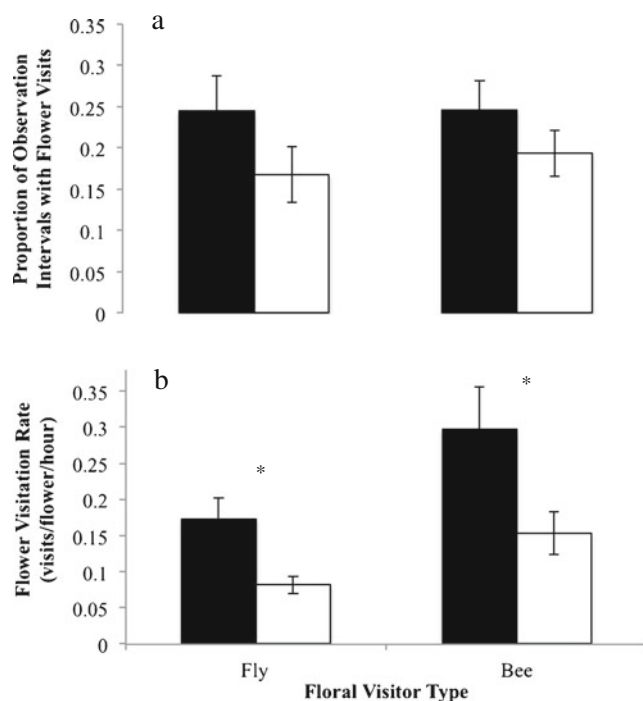 a
Proportion of Observation
Intervals with Flower Visits
0.35
0.3
0.25
0.2
0.15
0.1
0.05
0
b
Flower Visitation Rate
(visits/flower/hour)
0.35
0.3
0.25
0.2
0.15
0.1
0.05
0
*
*
Fly
Bee
Floral Visitor Type